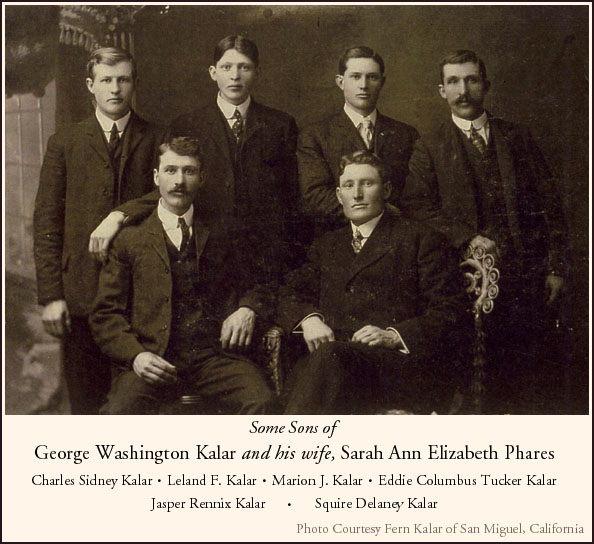 Some Sons of
George Washington Kalar and his wife, Sarah Ann Elizabeth Phares
Charles Sidney Kalar • Leland F. Kalar • Marion J. Kalar • Eddie Columbus Tucker Kalar
Jasper Rennix Kalar • Squire Delaney Kalar
Photo Courtesy Fern Kalar of San Miguel, California